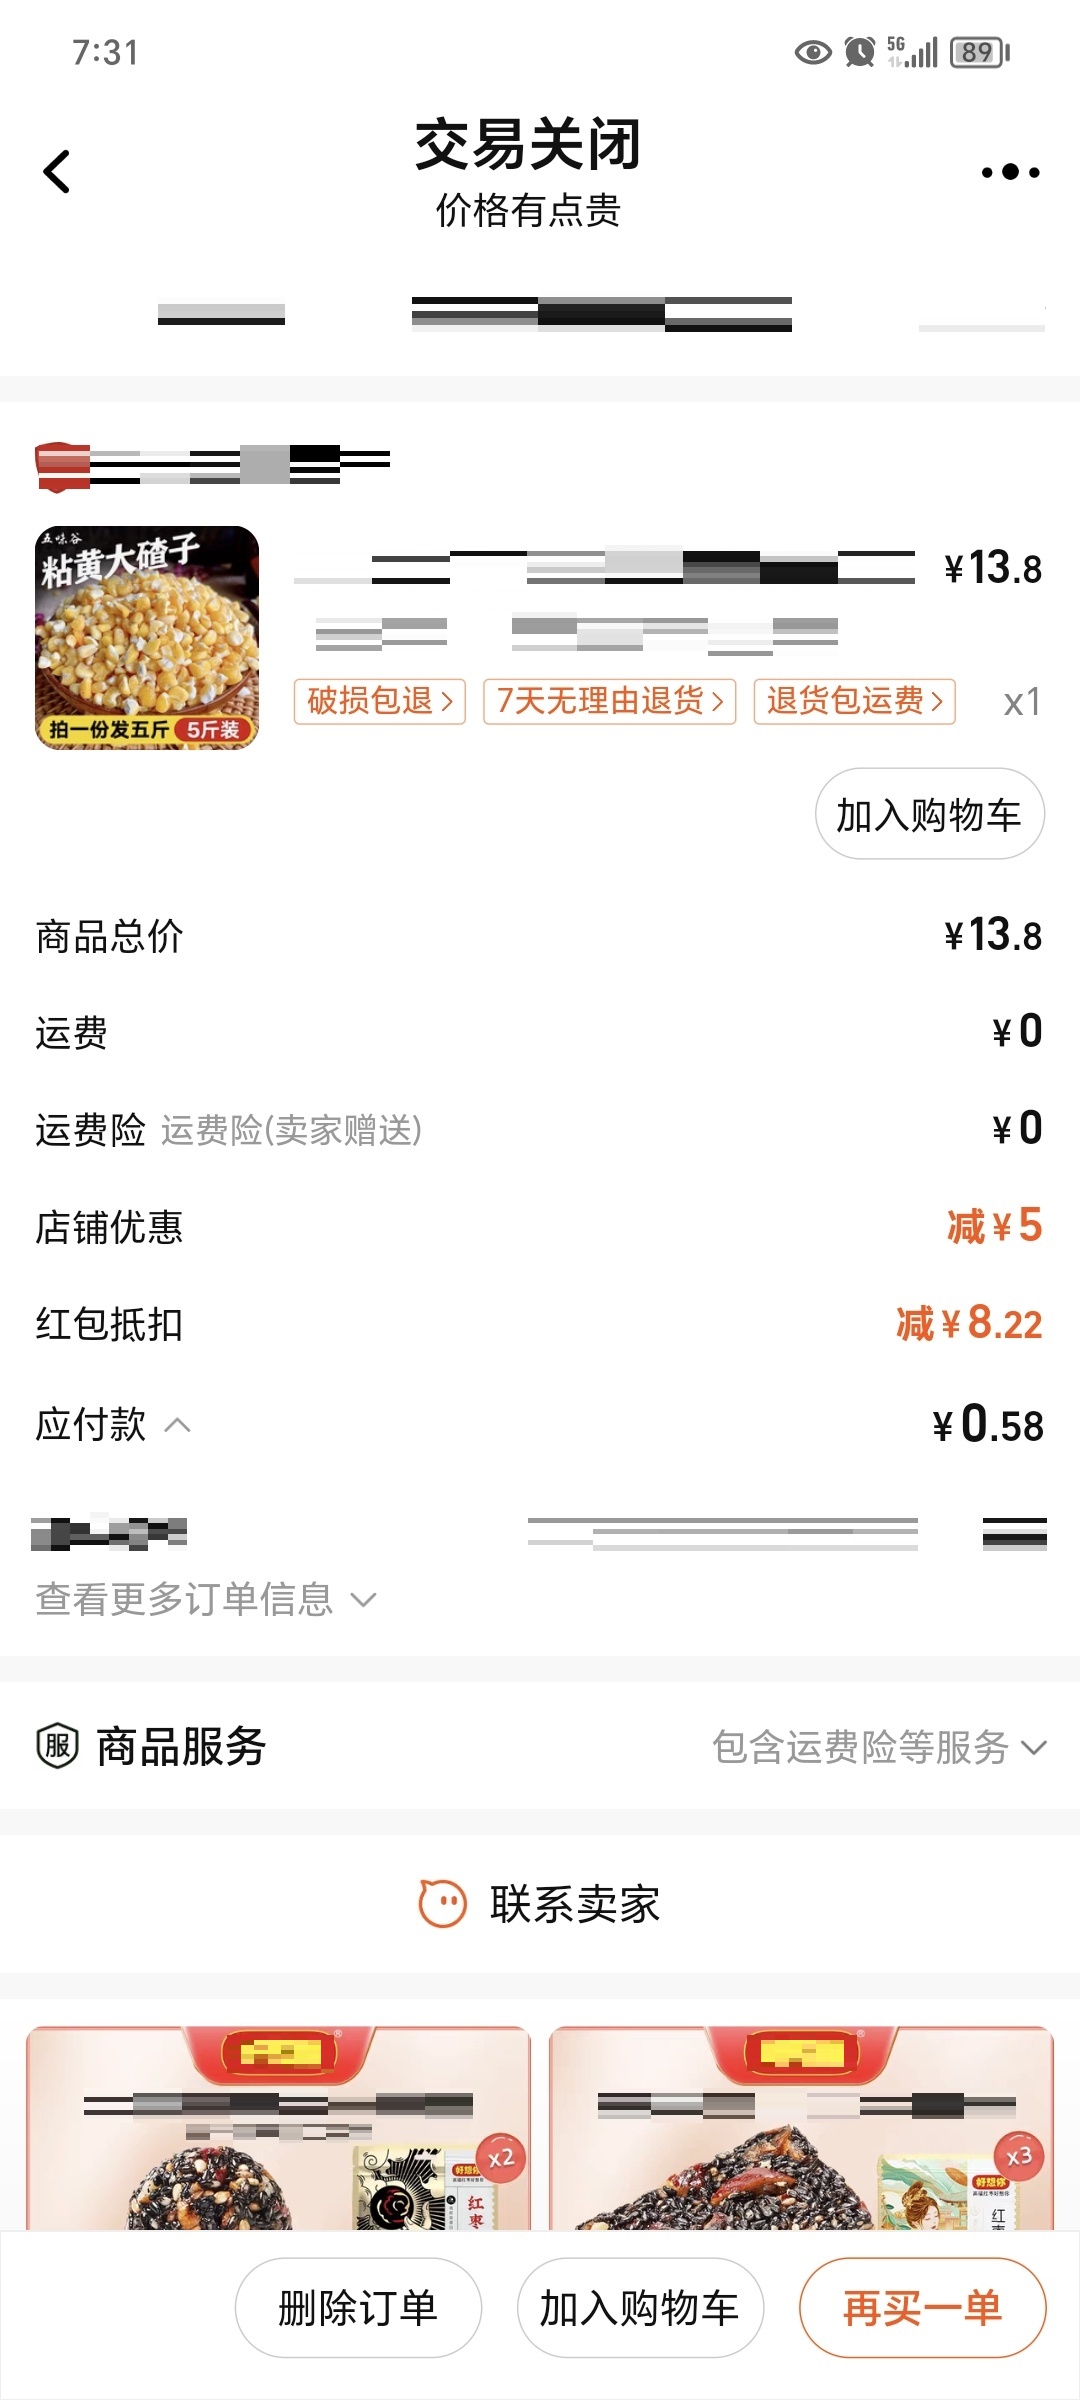 7:31
5G
89
交易关闭
价格有点贵
五味谷
粘黄大碴子
拍一份发五斤 5斤装
¥13.8
破损包退 7天无理由退货 退货包运费 x1
加入购物车
商品总价 ¥13.8
运费 ¥0
运费险 运费险(卖家赠送) ¥0
店铺优惠 减¥5
红包抵扣 减¥8.22
应付款 ¥0.58
查看更多订单信息
服 商品服务 包含运费险等服务
联系卖家
x2
好想你
红枣
x3
好想你
红
删除订单 加入购物车 再买一单